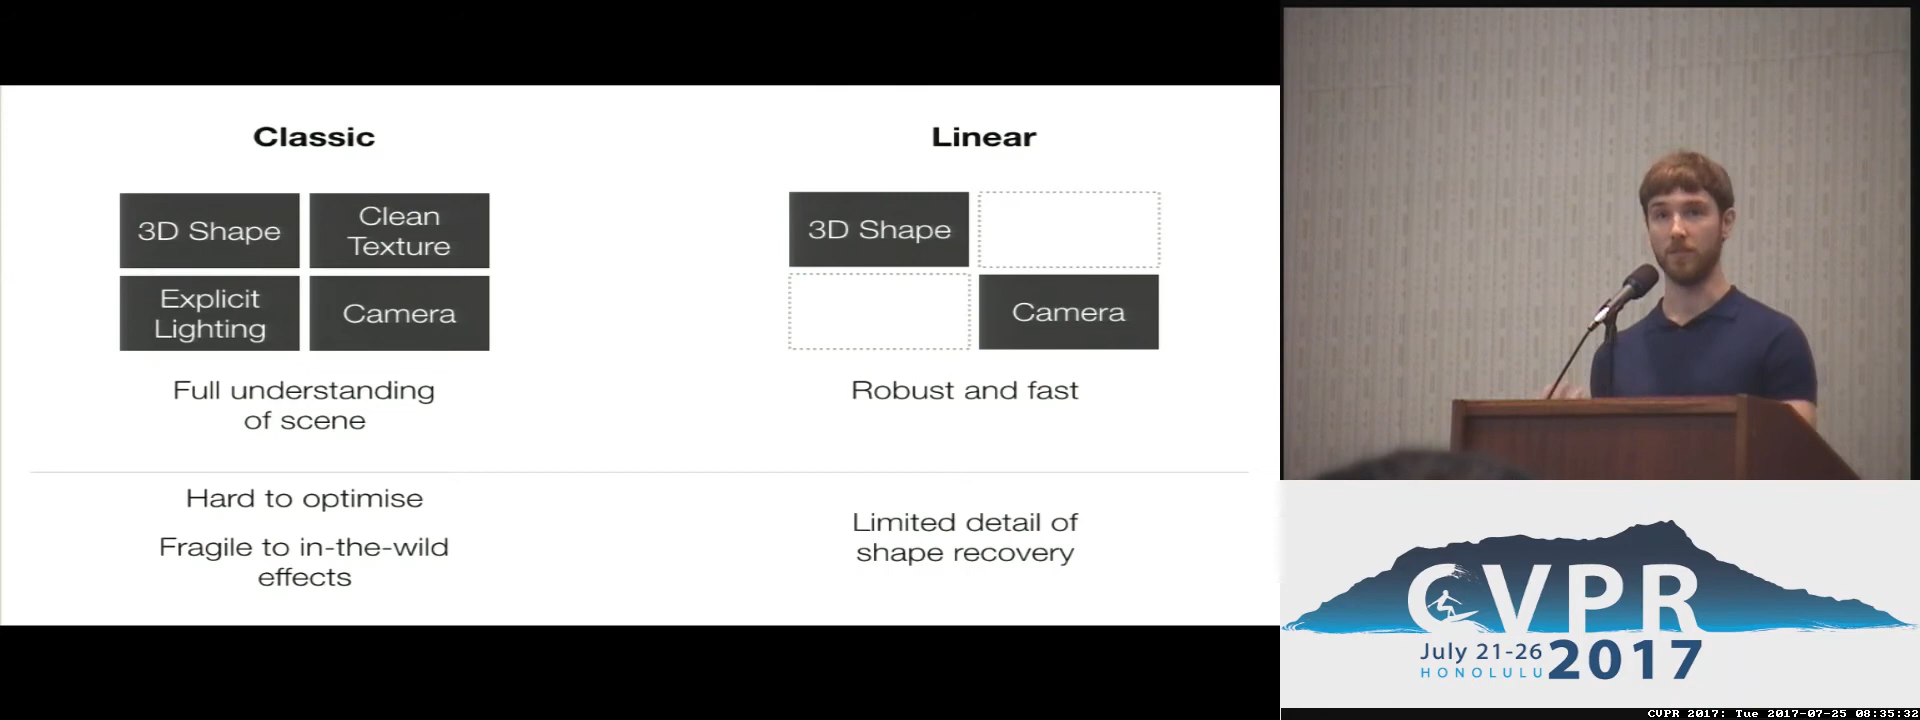 Classic
Linear
3D Shape
Clean
Texture
Explicit
Lighting
Camera
3D Shape
Camera
Full understanding
of scene
Robust and fast
Hard to optimise
Fragile to in-the-wild
effects
Limited detail of
shape recovery
CVPR
July 21-26
HONOLULU
2017
CVPR 2017: Tue 2017-07-25 08:35:32